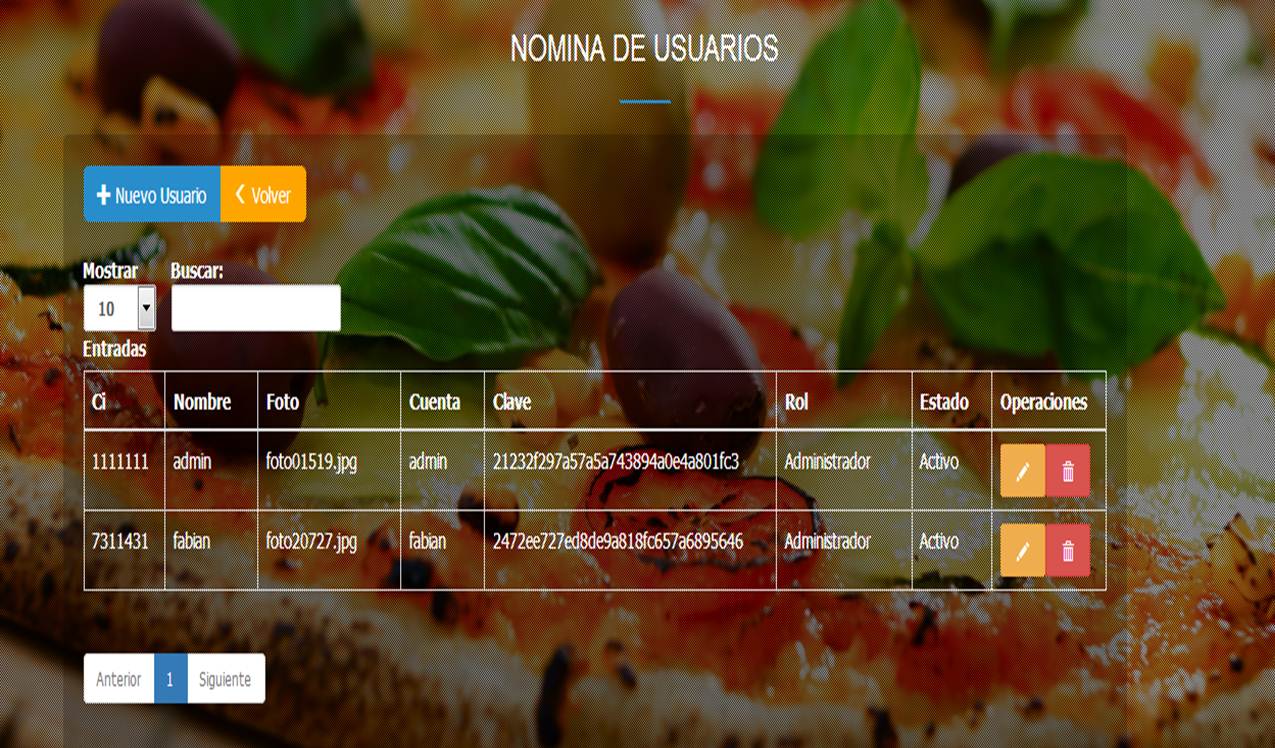 NOMINA DE USUARIOS
Nuevo Usuario Volver
Mostrar Buscar:
10
Entradas
Ci Nombre Foto Cuenta Clave Rol Estado Operaciones
1111111 admin foto01519.jpg admin 21232f297a57a5a743894a0e4a801fc3 Administrador Activo
7311431 fabian foto20727.jpg fabian 2472ee727ed8de9a818fc657a6895646 Administrador Activo
Anterior 1 Siguiente